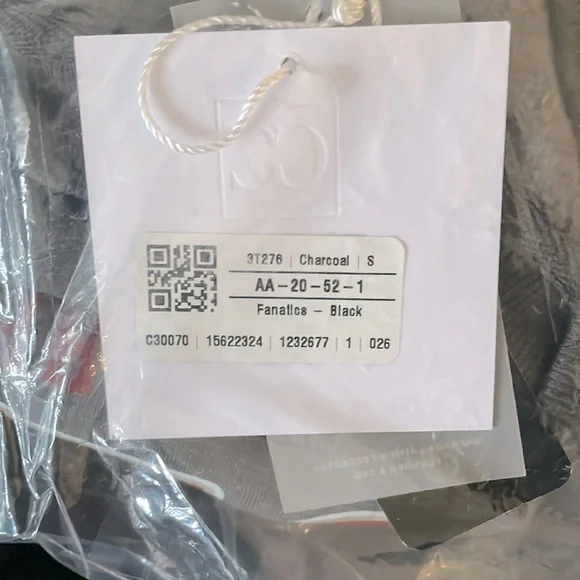 3T276 | Charcoal | S
AA-20-52-1
Fanatics - Black
C30070 | 15622324 | 1232677 | 1 | 026